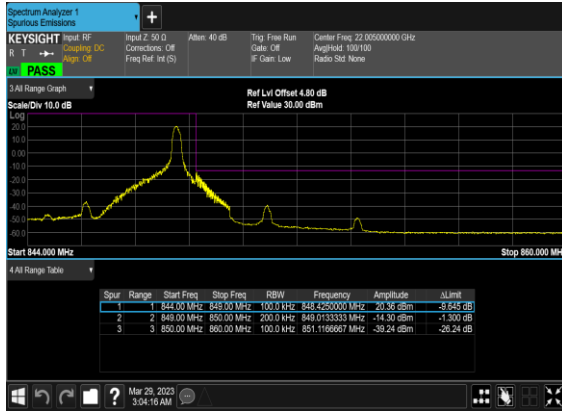 Spectrum Analyzer 1
Spurious Emissions
KEYSIGHT Input: RF Input Z: 50 Ω Atten: 40 dB Trig: Free Run Center Freq: 22.005000000 GHz
R T Coupling: DC Corrections: Off Gate: Off Avg|Hold: 100/100
Align: Off Freq Ref: Int (S) IF Gain: Low Radio Std: None
PASS
3 All Range Graph
Ref Lvl Offset 4.80 dB
Scale/Div 10.0 dB Ref Value 30.00 dBm
Log
20.0
10.0
0.00
-10.0
-20.0
-30.0
-40.0
-50.0
-60.0
Start 844.000 MHz Stop 860.000 MH
4 All Range Table
Spur Range Start Freq Stop Freq RBW Frequency Amplitude ΔLimit
1 1 844.00 MHz 849.00 MHz 100.0 kHz 848.4250000 MHz 20.36 dBm -9.645 dB
2 2 849.00 MHz 850.00 MHz 200.0 kHz 849.0133333 MHz -14.30 dBm -1.300 dB
3 3 850.00 MHz 860.00 MHz 100.0 kHz 851.1166667 MHz -39.24 dBm -26.24 dB
Mar 29, 2023
3:04:16 AM